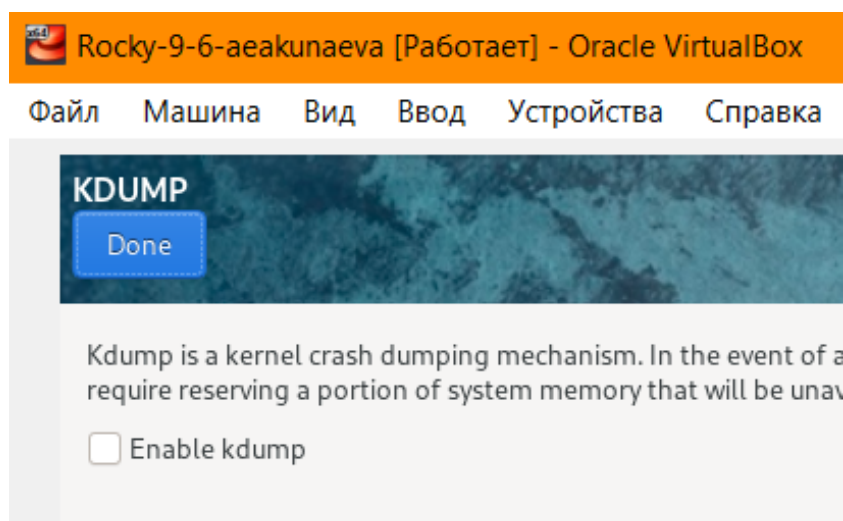 Rocky-9-6-aeakunaeva [Работает] - Oracle VirtualBox
Файл Машина Вид Ввод Устройства Справка
KDUMP
Done
Kdump is a kernel crash dumping mechanism. In the event of a
require reserving a portion of system memory that will be
Enable kdump